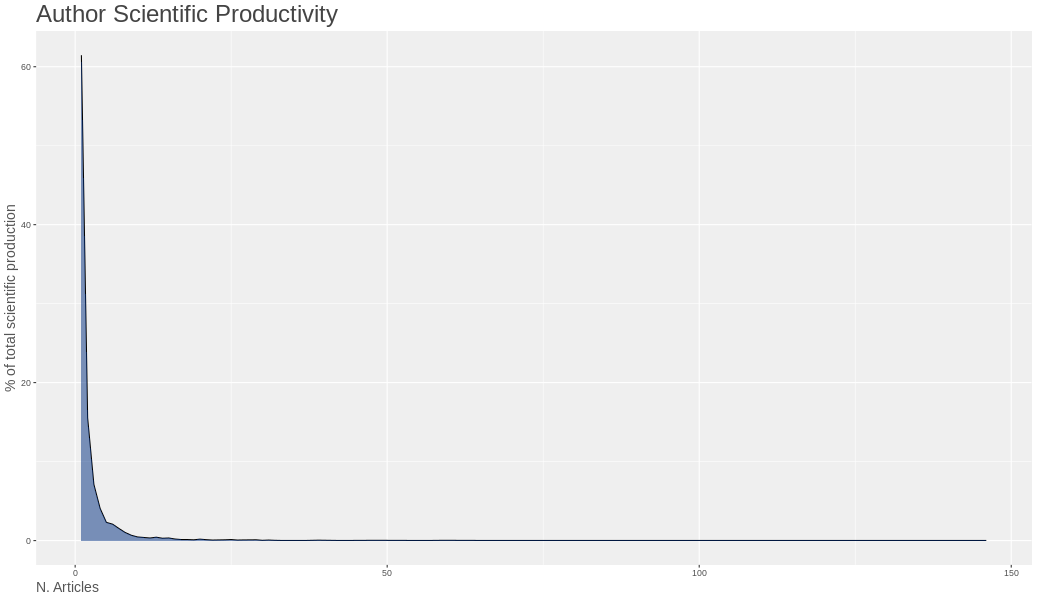 Author Scientific Productivity
% of total scientific production
60
40
20
0
0 50 100 150
N. Articles